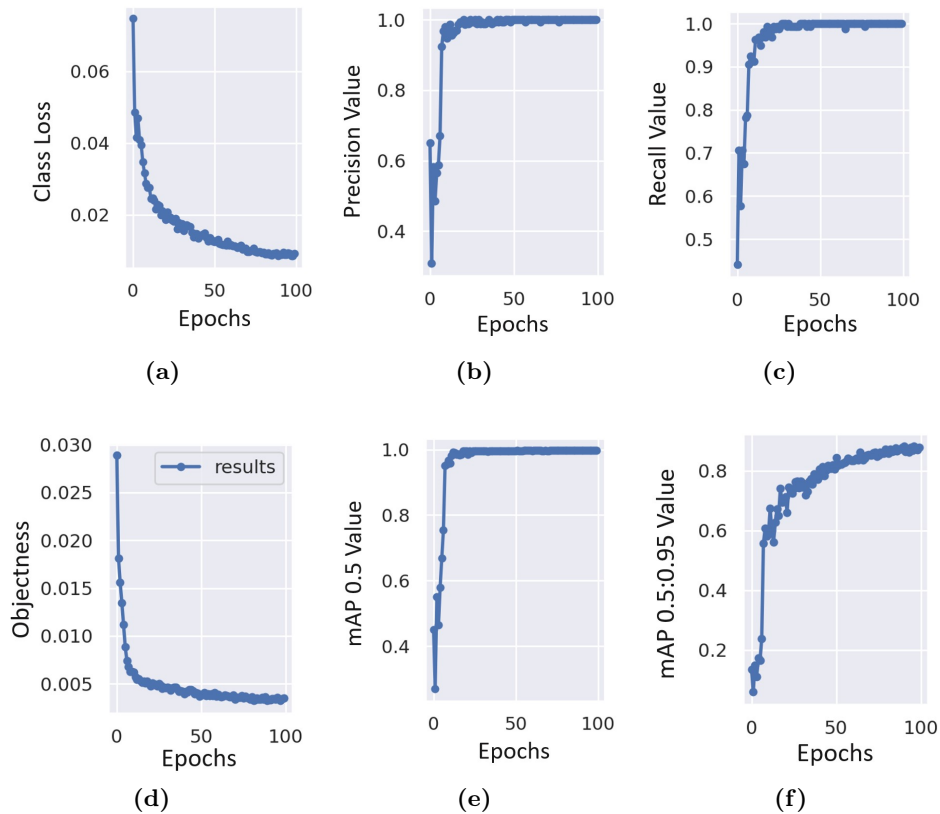 0.06
0.04
0.02
Class Loss
0
50
100
Epochs
(a)
1.0
0.8
0.6
0.4
Precision Value
0
50
100
Epochs
(b)
1.0
0.9
0.8
0.7
0.6
0.5
Recall Value
0
50
100
Epochs
(c)
0.030
0.025
0.020
0.015
0.010
0.005
Objectness
results
0
50
100
Epochs
(d)
1.0
0.8
0.6
0.4
mAP 0.5 Value
0
50
100
Epochs
(e)
0.8
0.6
0.4
0.2
mAP 0.5:0.95 Value
0
50
100
Epochs
(f)